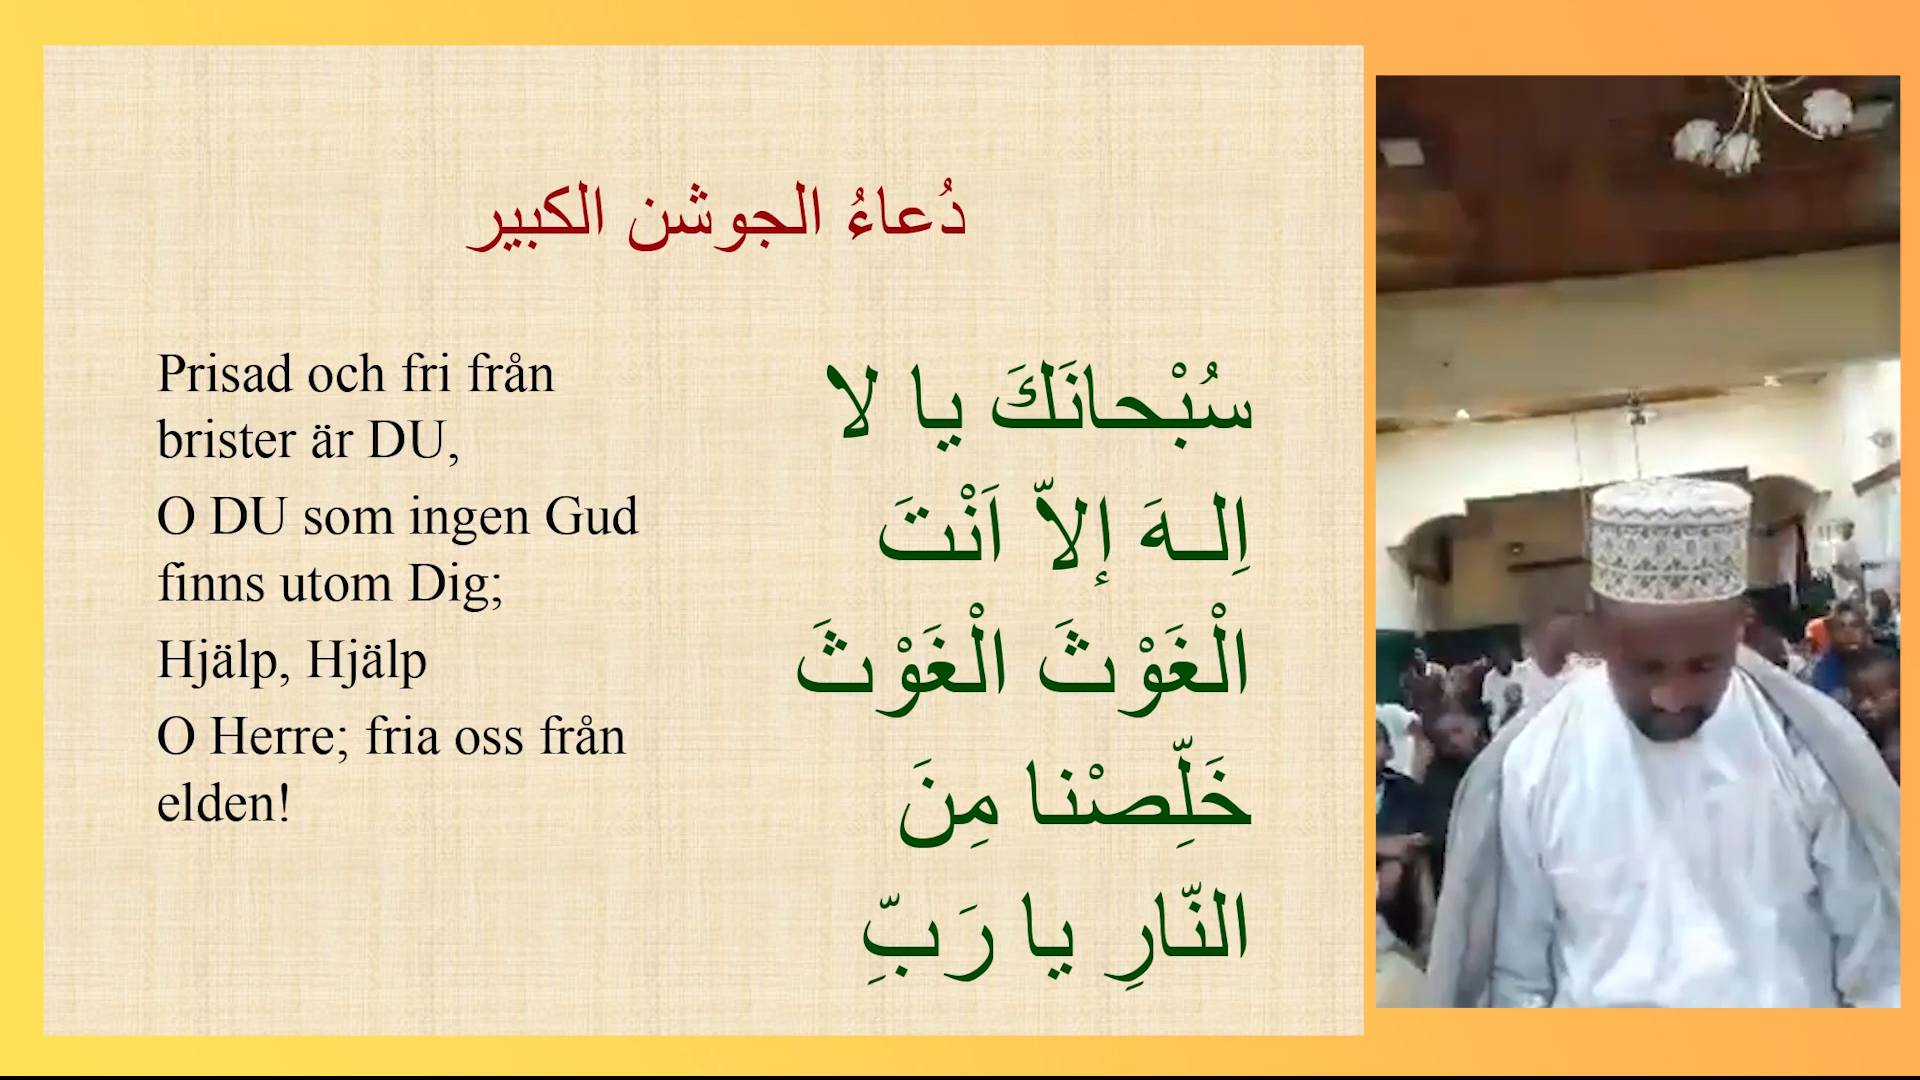 دُعاءُ الجوشن الكبير
Prisad och fri från
brister är DU,
O DU som ingen Gud
finns utom Dig;
Hjälp, Hjälp
O Herre; fria oss från
elden!
سُبْحانَكَ يا لا
اِلـهَ إلاّ اَنْتَ
الْغَوْثَ الْغَوْثَ
خَلِّصْنا مِنَ
النّارِ يا رَبِّ